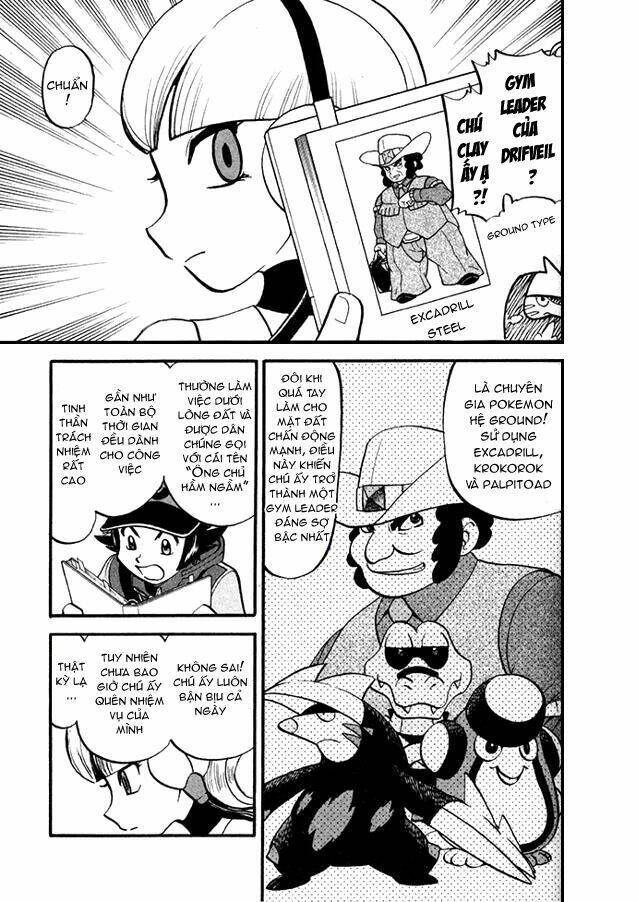 GYM
LEADER
CỦA
DRIFVEIL
?
CHÚ
CLAY
ẤY Ạ
?!
CHUẨN
!
GROUND TYPE
EXCADRILL
STEEL
LÀ CHUYÊN
GIA POKEMON
HỆ GROUND!
SỬ DỤNG
EXCADRILL,
KROKOROK
VÀ PALPITOAD
ĐÔI KHI
QUÁ TAY
LÀM CHO
MẶT ĐẤT
CHẤN ĐỘNG
MẠNH, ĐIỀU
NÀY KHIẾN
CHÚ ẤY TRỞ
THÀNH MỘT
GYM LEADER
ĐÁNG SỢ
BẬC NHẤT
THƯỜNG LÀM
VIỆC DƯỚI
LÒNG ĐẤT VÀ
ĐƯỢC DÂN
CHÚNG GỌI
VỚI CÁI TÊN
"ÔNG CHỦ
HẦM NGẦM"
...
GẦN NHƯ
TOÀN BỘ
THỜI GIAN
ĐỀU DÀNH
CHO CÔNG
VIỆC
TINH
THẦN TRÁCH
NHIỆM RẤT
CAO
KHÔNG SAI!
CHÚ ẤY LUÔN
BẬN BỊU CẢ
NGÀY
TUY NHIÊN
CHƯA BAO
GIỜ CHÚ ẤY
QUÊN NHIỆM
VỤ CỦA
MÌNH
THẬT
KỲ LẠ
...